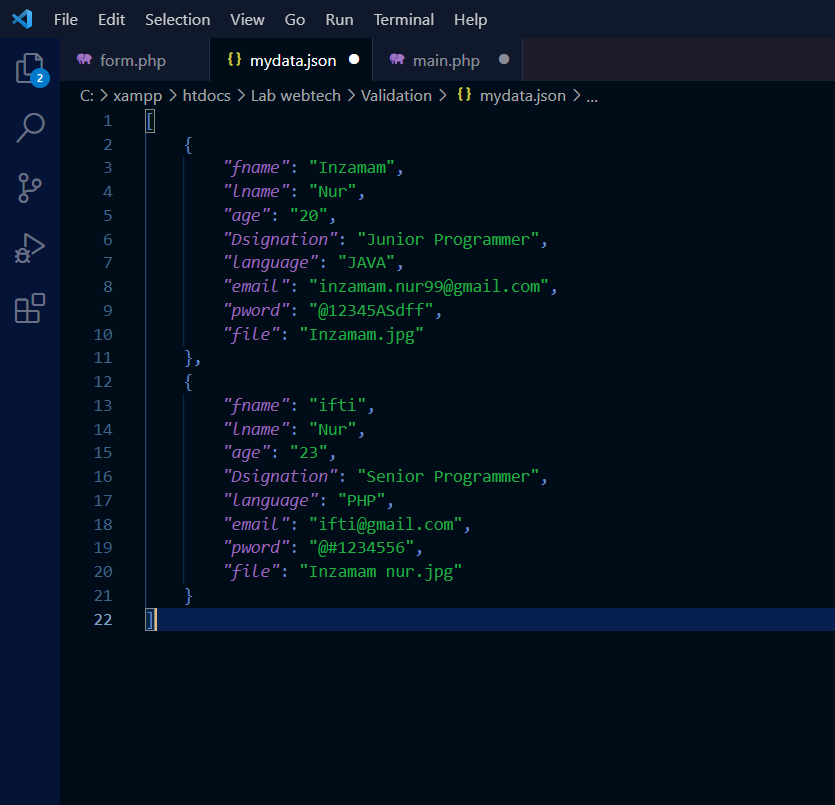 File Edit Selection View Go Run Terminal Help
form.php {} mydata.json main.php
2
C: > xampp > htdocs > Lab webtech > Validation > {} mydata.json > ...
1 [
2 {
3 "fname": "Inzamam",
4 "lname": "Nur",
5 "age": "20",
6 "Dsignation": "Junior Programmer",
7 "language": "JAVA",
8 "email": "inzamam.nur99@gmail.com",
9 "pword": "@12345ASdff",
10 "file": "Inzamam.jpg"
11 },
12 {
13 "fname": "ifti",
14 "lname": "Nur",
15 "age": "23",
16 "Dsignation": "Senior Programmer",
17 "language": "PHP",
18 "email": "ifti@gmail.com",
19 "pword": "@#1234556",
20 "file": "Inzamam nur.jpg"
21 }
22 ]